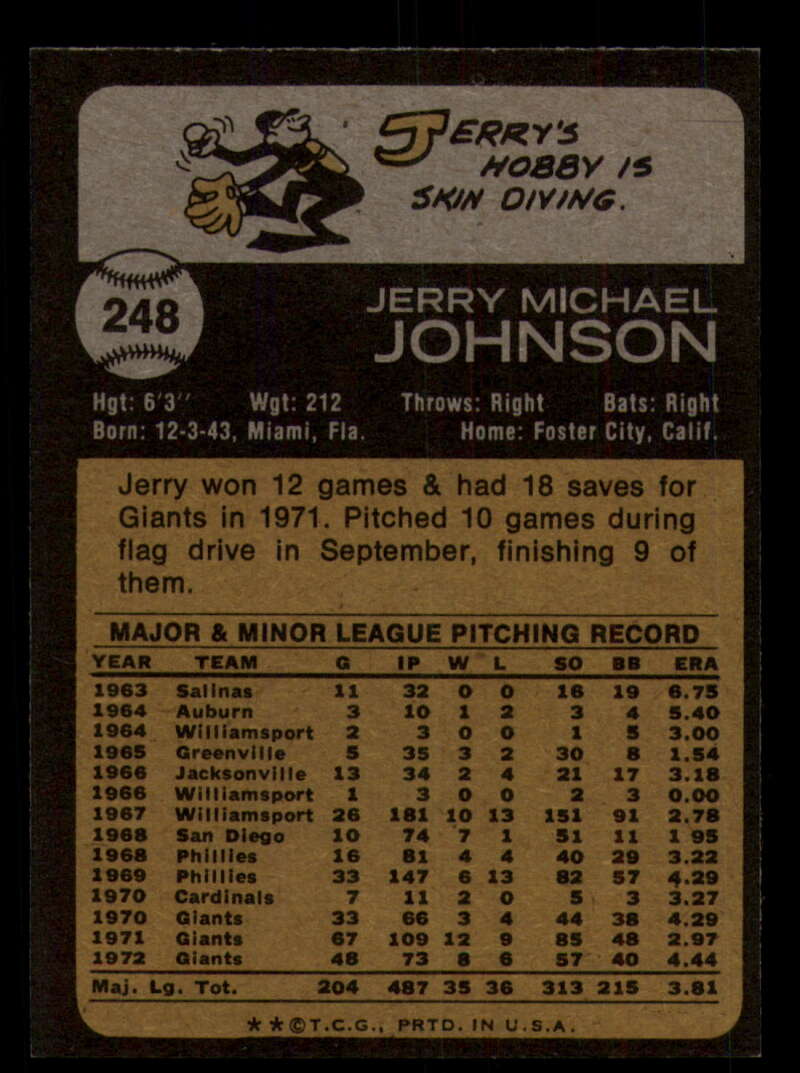 JERRY'S
HOBBY IS
SKIN DIVING.
248
JERRY MICHAEL
JOHNSON
Hgt: 6'3" Wgt: 212 Throws: Right Bats: Right
Born: 12-3-43, Miami, Fla. Home: Foster City, Calif.
Jerry won 12 games & had 18 saves for
Giants in 1971. Pitched 10 games during
flag drive in September, finishing 9 of
them.
MAJOR & MINOR LEAGUE PITCHING RECORD
YEAR TEAM G IP W L SO BB ERA
1963 Salinas 11 32 0 0 16 19 6.75
1964 Auburn 3 10 1 2 3 4 5.40
1964 Williamsport 2 3 0 0 1 5 3.00
1965 Greenville 5 35 3 2 30 8 1.54
1966 Jacksonville 13 34 2 4 21 17 3.18
1966 Williamsport 1 3 0 0 2 3 0.00
1967 Williamsport 26 181 10 13 151 91 2.78
1968 San Diego 10 74 7 1 51 11 1 95
1968 Phillies 16 81 4 4 40 29 3.22
1969 Phillies 33 147 6 13 82 57 4.29
1970 Cardinals 7 11 2 0 5 3 3.27
1970 Giants 33 66 3 4 44 38 4.29
1971 Giants 67 109 12 9 85 48 2.97
1972 Giants 48 73 8 6 57 40 4.44
Maj. Lg. Tot. 204 487 35 36 313 215 3.81
★★©T.C.G., PRTD. IN U.S.A.